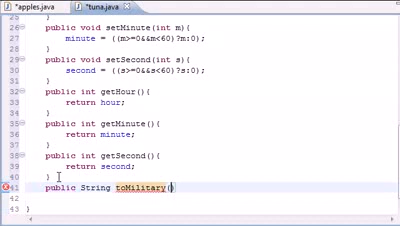 *apples.java
*tuna.java
25 }
26 public void setMinute(int m){
27 minute = ((m>=0&&m<60)?m:0);
28 }
29 public void setSecond(int s){
30 second = ((s>=0&&s<60)?s:0);
31 }
32 public int getHour(){
33 return hour;
34 }
35 public int getMinute(){
36 return minute;
37 }
38 public int getSecond(){
39 return second;
40 }
41 public String toMilitary()
42
43 }